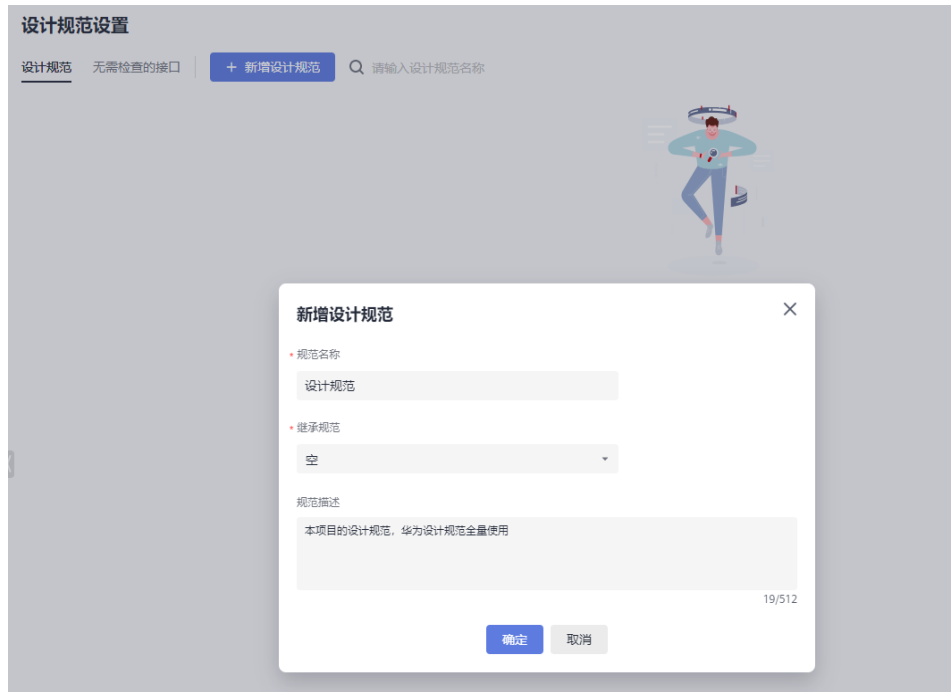 设计规范设置
设计规范 无需检查的接口 + 新增设计规范 请输入设计规范名称
新增设计规范
* 规范名称
设计规范
* 继承规范
空
规范描述
本项目的设计规范，华为设计规范全量使用
19/512
确定 取消